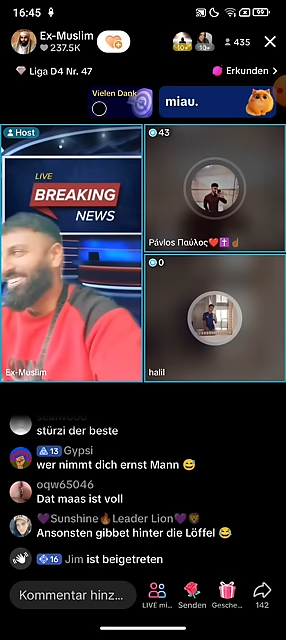 16:45
99
Ex-Muslim
237.5K
10+
10+
435
Liga D4 Nr. 47
Erkunden >
Vielen Dank
miau.
Host
LIVE
BREAKING
NEWS
Ex-Muslim
43
Pávlos Παύλος❤️✝️☝🏾
0
halil
stürzi der beste
13 Gypsi
wer nimmt dich ernst Mann 😅
oqw65046
Dat maas ist voll
💜Sunshine🔥Leader Lion💜🦁
Ansonsten gibbet hinter die Löffel 😂
16 Jim ist beigetreten
Kommentar hinz...
LIVE mi...
Senden
Gesche...
142